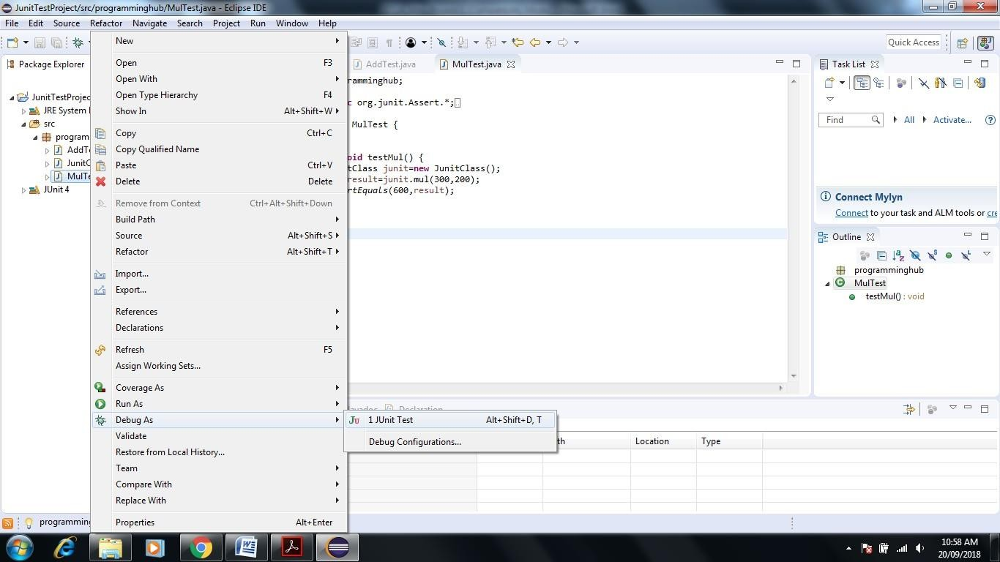 JunitTestProject/src/programminghub/MulTest.java - Eclipse IDE
File Edit Source Refactor Navigate Search Project Run Window Help
Quick Access
Package Explorer
JunitTestProjec
JRE System
src
program
AddTe
JunitC
MulTe
JUnit 4
New
Open F3
Open With
Open Type Hierarchy F4
Show In Alt+Shift+W
Copy Ctrl+C
Copy Qualified Name
Paste Ctrl+V
Delete Delete
Remove from Context Ctrl+Alt+Shift+Down
Build Path
Source Alt+Shift+S
Refactor Alt+Shift+T
Import...
Export...
References
Declarations
Refresh F5
Assign Working Sets...
Coverage As
Run As
Debug As
Validate
Restore from Local History...
Team
Compare With
Replace With
Properties Alt+Enter
1 JUnit Test Alt+Shift+D, T
Debug Configurations...
AddTest.java MulTest.java
ramminghub;
c org.junit.Assert.*;
MulTest {
oid testMul() {
tClass junit=new JunitClass();
result=junit.mul(300,200);
rtEquals(600,result);
Task List
Find All Activate...
Connect Mylyn
Connect to your task and ALM tools or cre
Outline
programminghub
MulTest
testMul() : void
Declaration
th Location Type
programming
10:58 AM
20/09/2018